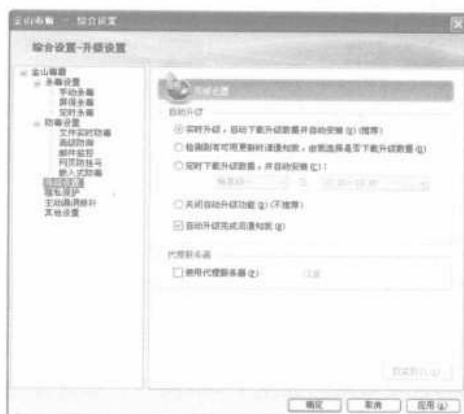 金山毒霸 - 综合设置
综合设置-升级设置
金山毒霸
杀毒设置
手动杀毒
屏保杀毒
定时杀毒
防毒设置
文件实时防毒
高级防御
邮件监控
网页防挂马
嵌入式防毒
升级设置
隐私保护
主动漏洞修补
其他设置
升级设置
自动升级
实时升级，自动下载升级数据并自动安装(推荐)
检测到有可用更新时请通知我，由我选择是否下载升级数据
定时下载升级数据，并自动安装
关闭自动升级功能(不推荐)
自动升级完成后通知我
代理服务器
使用代理服务器
设置
确定
取消
应用(A)